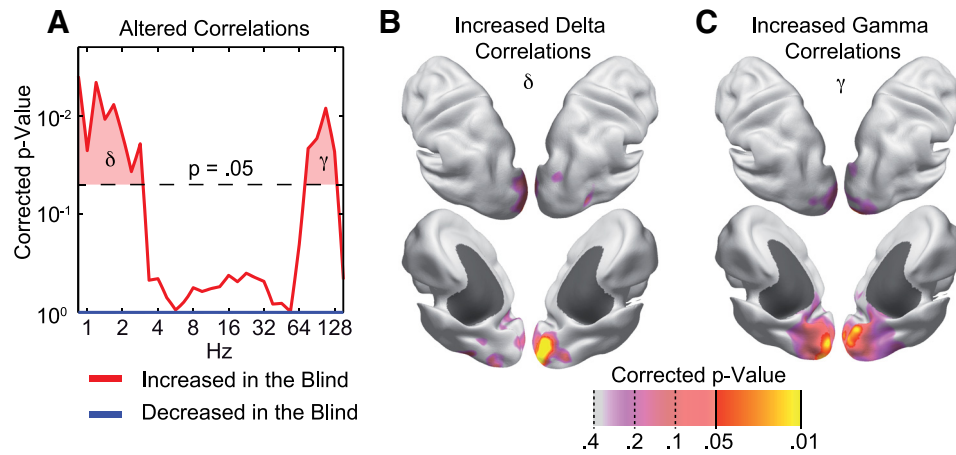 A
Altered Correlations
Corrected p-Value
10⁻²
10⁻¹
10⁰
δ
p = .05
γ
1 2 4 8 16 32 64 128
Hz
Increased in the Blind
Decreased in the Blind
B
Increased Delta
Correlations
δ
C
Increased Gamma
Correlations
γ
Corrected p-Value
.4 .2 .1 .05 .01